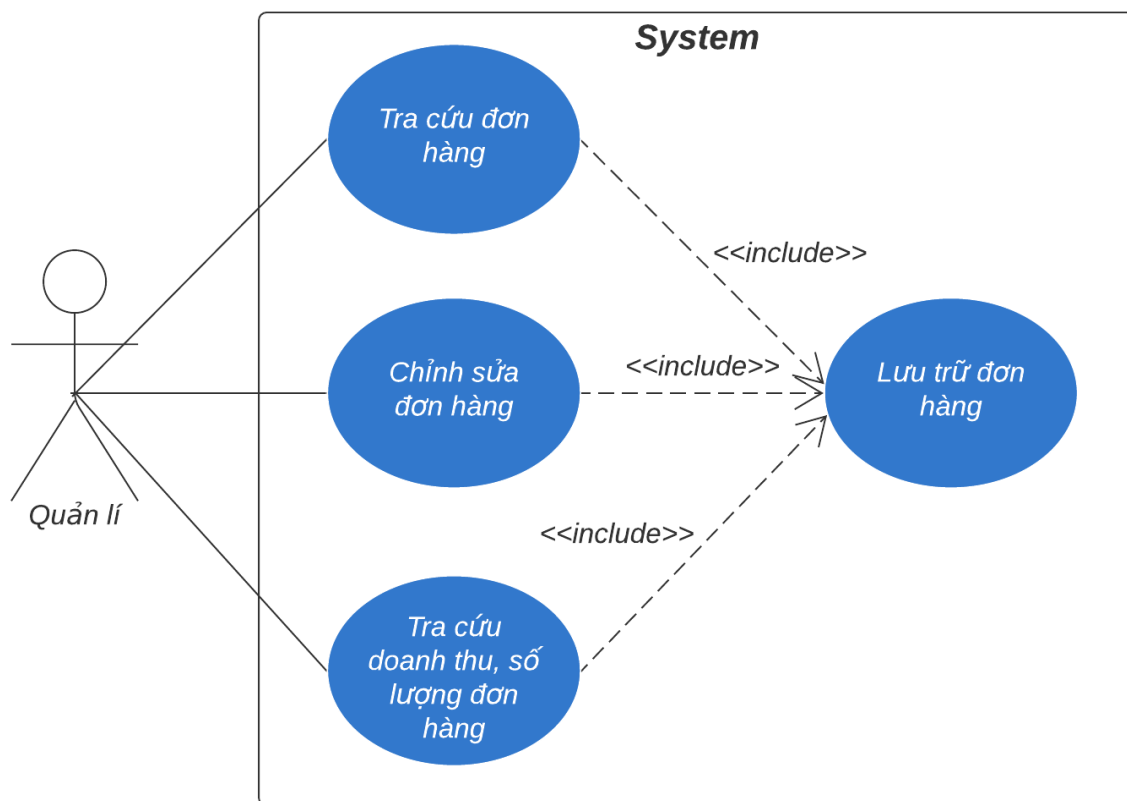 System
Tra cứu đơn
hàng
<<include>>
Chỉnh sửa
đơn hàng
<<include>>
Lưu trữ đơn
hàng
Quản lí
<<include>>
Tra cứu
doanh thu, số
lượng đơn
hàng